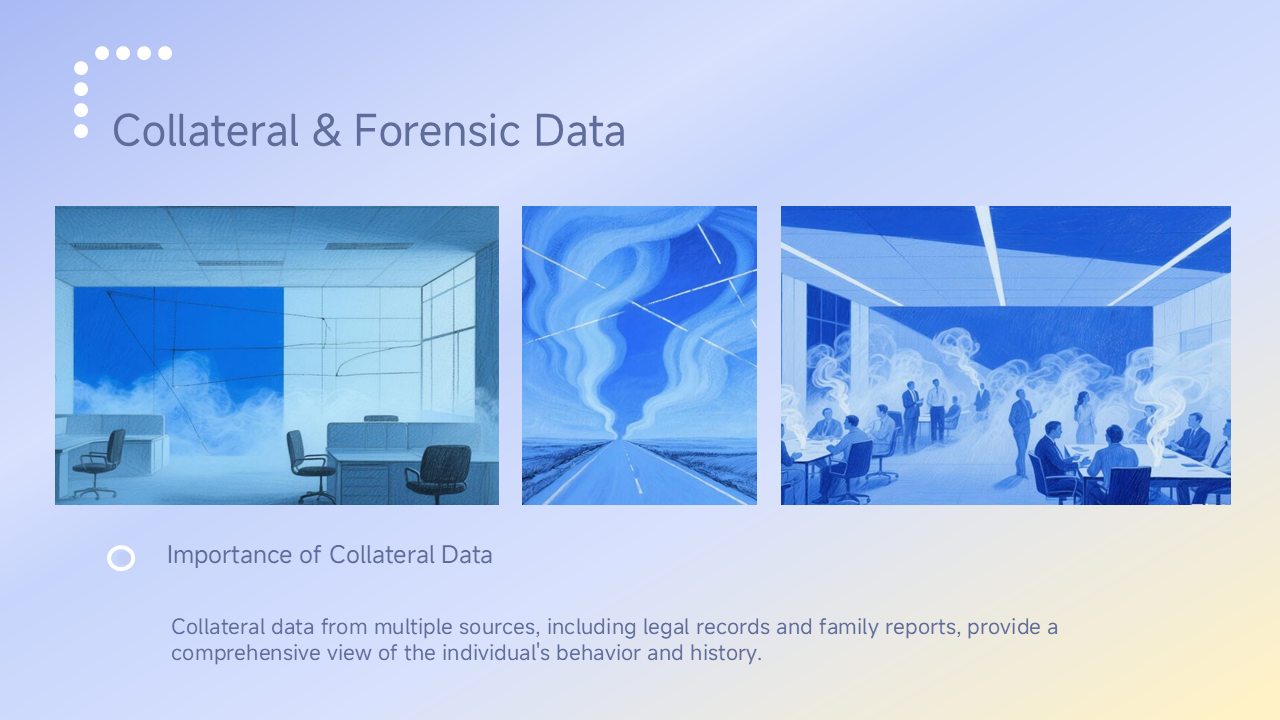 Collateral & Forensic Data
Importance of Collateral Data
Collateral data from multiple sources, including legal records and family reports, provide a
comprehensive view of the individual's behavior and history.